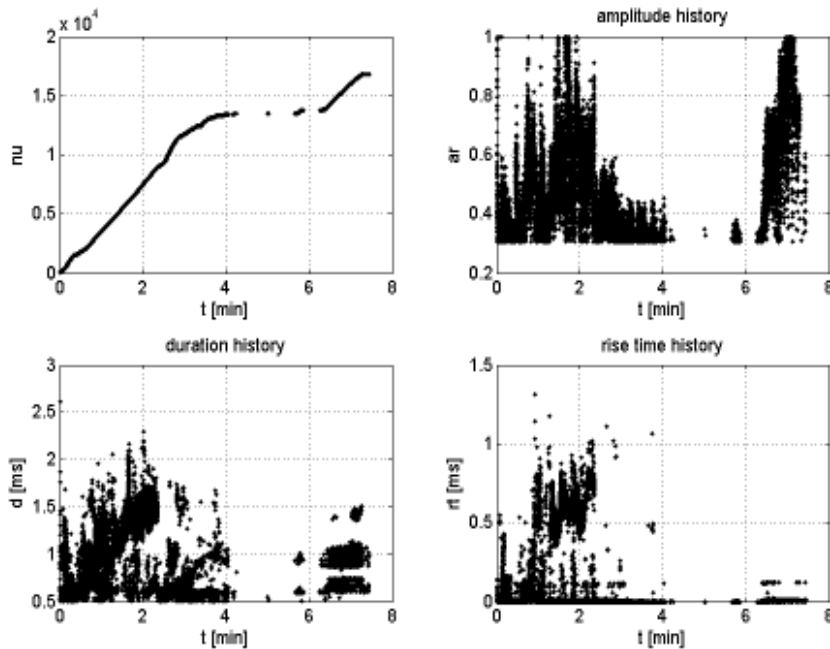 x 10⁴
2
1.5
1
0.5
0
nu
0 2 4 6 8
t [min]
amplitude history
1
0.8
0.6
0.4
0.2
ar
0 2 4 6 8
t [min]
duration history
3
2.5
2
1.5
1
0.5
d [ms]
0 2 4 6 8
t [min]
rise time history
1.5
1
0.5
0
rt [ms]
0 2 4 6 8
t [min]